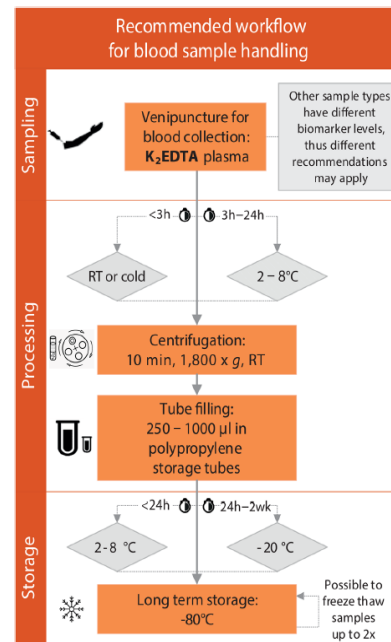 Recommended workflow
for blood sample handling
Sampling
Venipuncture for
blood collection:
K₂EDTA plasma
Other sample types
have different
biomarker levels,
thus different
recommendations
may apply
Processing
<3h
3h–24h
RT or cold
2 – 8°C
Centrifugation:
10 min, 1,800 x g, RT
Tube filling:
250 – 1000 µl in
polypropylene
storage tubes
Storage
<24h
24h–2wk
2-8 °C
-20 °C
Long term storage:
-80°C
Possible to
freeze thaw
samples
up to 2x